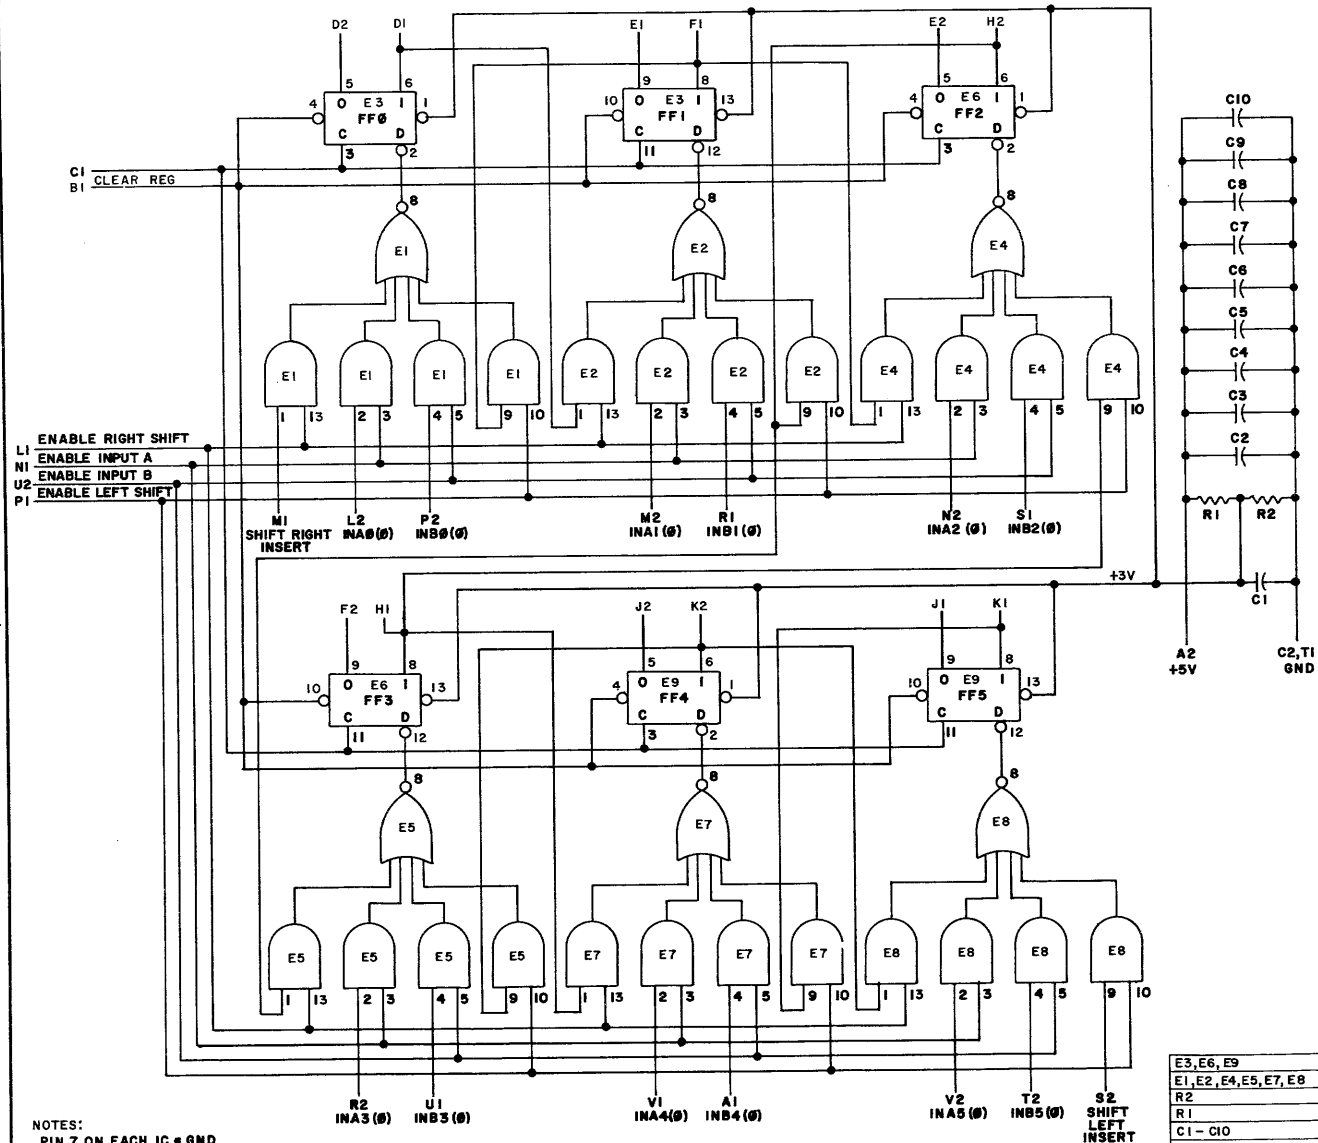 D2 D1 E1 F1 E2 H2
5 6 9 8 5 6
4 O E3 I 1 10 O E3 I 13 4 O E6 I 1
FFØ FF1 FF2
C D C D C D
3 2 11 12 3 2
C1
B1 CLEAR REG
8 8 8
E1 E2 E4
E1 E1 E1 E1 E2 E2 E2 E2 E4 E4 E4 E4
1 13 2 3 4 5 9 10 1 13 2 3 4 5 9 10 1 13 2 3 4 5 9 10
L1 ENABLE RIGHT SHIFT
N1 ENABLE INPUT A
U2 ENABLE INPUT B
P1 ENABLE LEFT SHIFT
M1 L2 P2 M2 R1 N2 S1
SHIFT RIGHT INAØ(Ø) INBØ(Ø) INA1(Ø) INB1(Ø) INA2(Ø) INB2(Ø)
INSERT
C10
C9
C8
C7
C6
C5
C4
C3
C2
R1 R2
+3V
C1
A2 C2,T1
+5V GND
F2 H1 J2 K2 J1 K1
9 8 5 6 9 8
10 O E6 I 13 4 O E9 I 1 10 O E9 I 13
FF3 FF4 FF5
C D C D C D
11 12 3 2 11 12
8 8 8
E5 E7 E8
E5 E5 E5 E5 E7 E7 E7 E7 E8 E8 E8 E8
1 13 2 3 4 5 9 10 1 13 2 3 4 5 9 10 1 13 2 3 4 5 9 10
R2 U1 V1 A1 V2 T2 S2
INA3(Ø) INB3(Ø) INA4(Ø) INB4(Ø) INA5(Ø) INB5(Ø) SHIFT
LEFT
INSERT
E3,E6,E9
E1,E2,E4,E5,E7,E8
R2
R1
C1-C10
NOTES:
PIN 7 ON EACH IC = GND